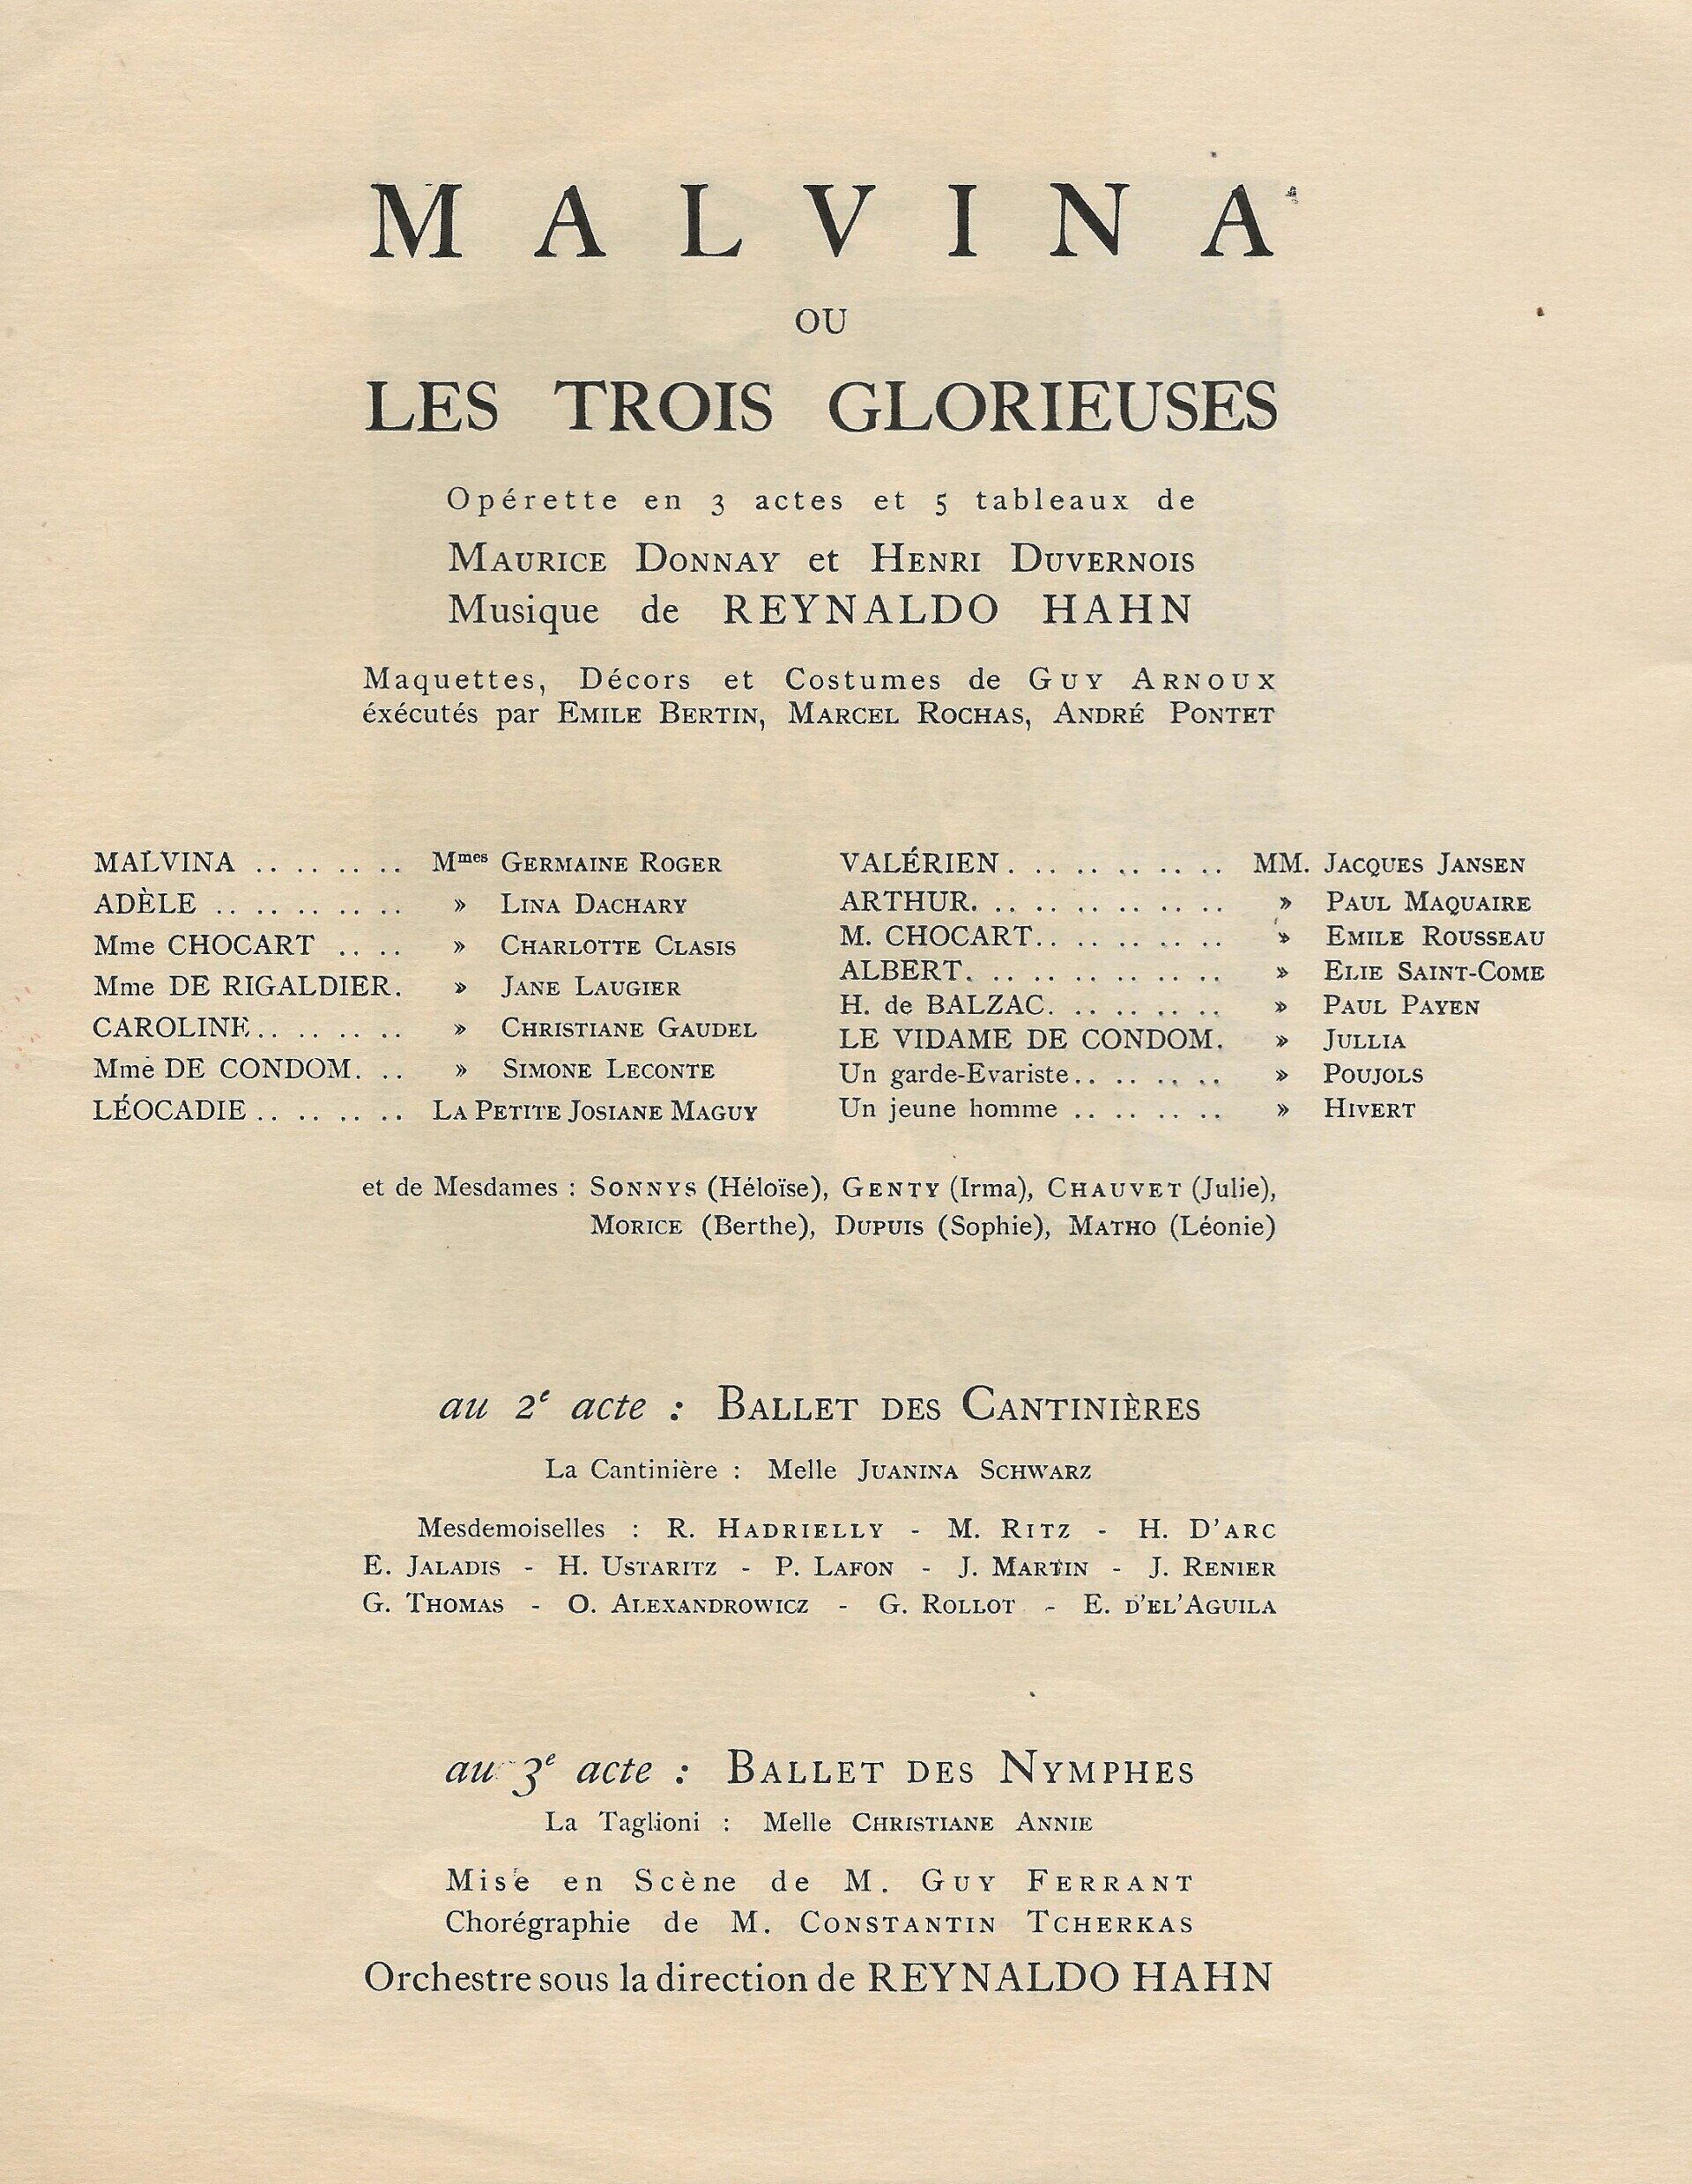 MALVINA
OU
LES TROIS GLORIEUSES
Opérette en 3 actes et 5 tableaux de
MAURICE DONNAY et HENRI DUVERNOIS
Musique de REYNALDO HAHN
Maquettes, Décors et Costumes de GUY ARNOUX
éxécutés par EMILE BERTIN, MARCEL ROCHAS, ANDRÉ PONTET
MALVINA .. .. .. .. Mmes GERMAINE ROGER
ADÈLE .. .. .. .. .. » LINA DACHARY
Mme CHOCART .. .. » CHARLOTTE CLASIS
Mme DE RIGALDIER. » JANE LAUGIER
CAROLINE.. .. .. .. » CHRISTIANE GAUDEL
Mme DE CONDOM. .. » SIMONE LECONTE
LÉOCADIE .. .. .. .. LA PETITE JOSIANE MAGUY
VALÉRIEN. .. .. .. .. .. MM. JACQUES JANSEN
ARTHUR. .. .. .. .. .. .. » PAUL MAQUAIRE
M. CHOCART.. .. .. .. .. » EMILE ROUSSEAU
ALBERT. .. .. .. .. .. .. » ELIE SAINT-COME
H. de BALZAC. .. .. .. .. » PAUL PAYEN
LE VIDAME DE CONDOM. » JULLIA
Un garde-Evariste.. .. .. .. » POUJOLS
Un jeune homme .. .. .. .. » HIVERT
et de Mesdames : SONNYS (Héloïse), GENTY (Irma), CHAUVET (Julie),
MORICE (Berthe), DUPUIS (Sophie), MATHO (Léonie)
au 2e acte : BALLET DES CANTINIÈRES
La Cantinière : Melle JUANINA SCHWARZ
Mesdemoiselles : R. HADRIELLY - M. RITZ - H. D'ARC
E. JALADIS - H. USTARITZ - P. LAFON - J. MARTIN - J. RENIER
G. THOMAS - O. ALEXANDROWICZ - G. ROLLOT - E. D'EL'AGUILA
au 3e acte : BALLET DES NYMPHES
La Taglioni : Melle CHRISTIANE ANNIE
Mise en Scène de M. GUY FERRANT
Chorégraphie de M. CONSTANTIN TCHERKAS
Orchestre sous la direction de REYNALDO HAHN